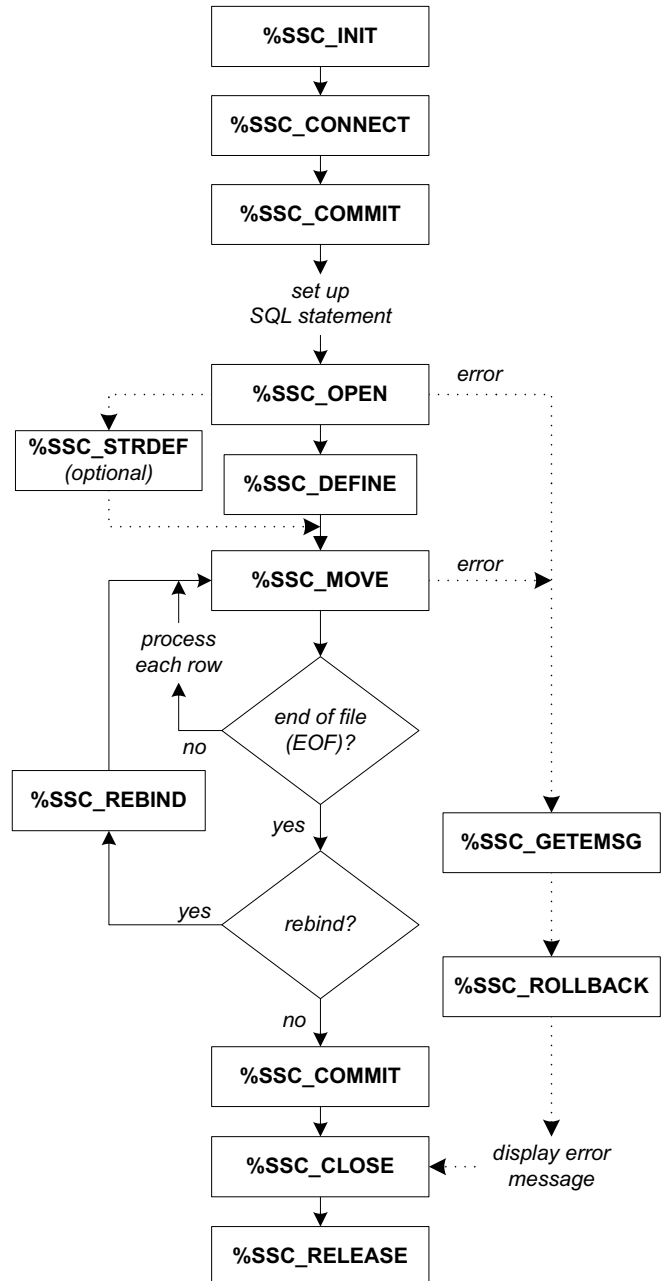 %SSC_INIT
%SSC_CONNECT
%SSC_COMMIT
set up
SQL statement
%SSC_OPEN
error
%SSC_STRDEF
(optional)
%SSC_DEFINE
%SSC_MOVE
error
process
each row
end of file
(EOF)?
no
%SSC_REBIND
yes
%SSC_GETEMSG
yes
rebind?
%SSC_ROLLBACK
no
%SSC_COMMIT
%SSC_CLOSE
display error
message
%SSC_RELEASE